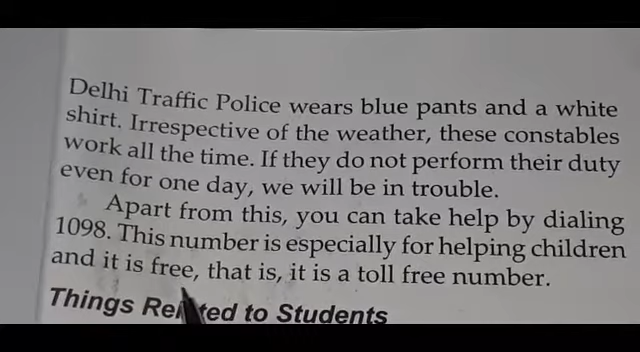 Delhi Traffic Police wears blue pants and a white
shirt. Irrespective of the weather, these constables
work all the time. If they do not perform their duty
even for one day, we will be in trouble.
Apart from this, you can take help by dialing
1098. This number is especially for helping children
and it is free, that is, it is a toll free number.
Things Related to Students